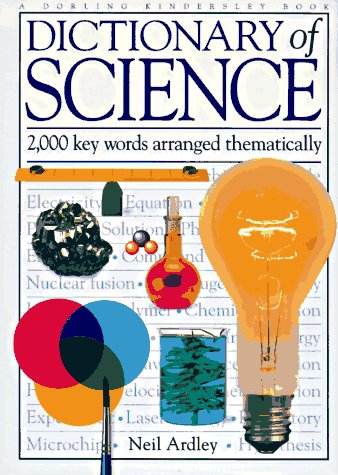 A DORLING KINDERSLEY BOOK
DICTIONARY of
SCIENCE
2,000 key words arranged thematically
Electricity · Equation ·
Solution ·
Nuclear fusion ·
Laser
Microchip · Neil Ardley ·